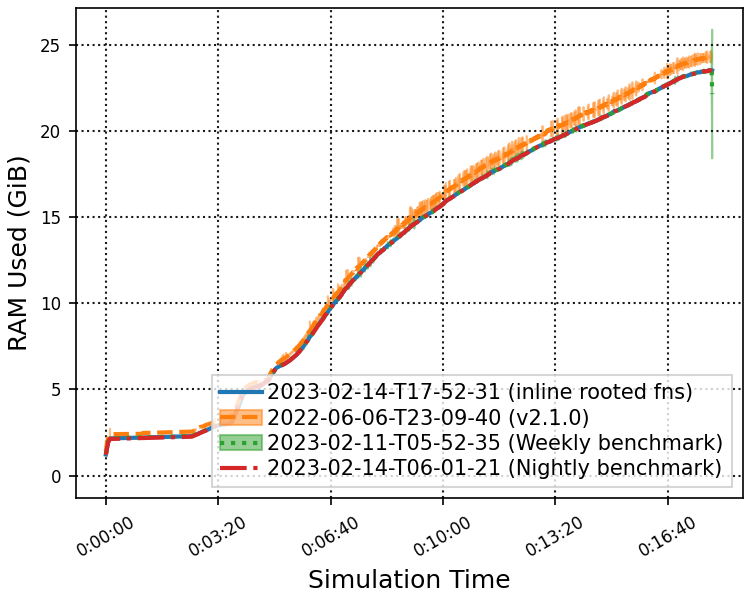 25
20
15
10
5
0
RAM Used (GiB)
2023-02-14-T17-52-31 (inline rooted fns)
2022-06-06-T23-09-40 (v2.1.0)
2023-02-11-T05-52-35 (Weekly benchmark)
2023-02-14-T06-01-21 (Nightly benchmark)
0:00:00
0:03:20
0:06:40
0:10:00
0:13:20
0:16:40
Simulation Time